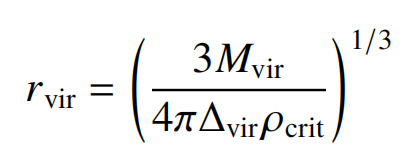 r_vir = ( 3M_vir / 4πΔ_vir ρ_crit )^1/3